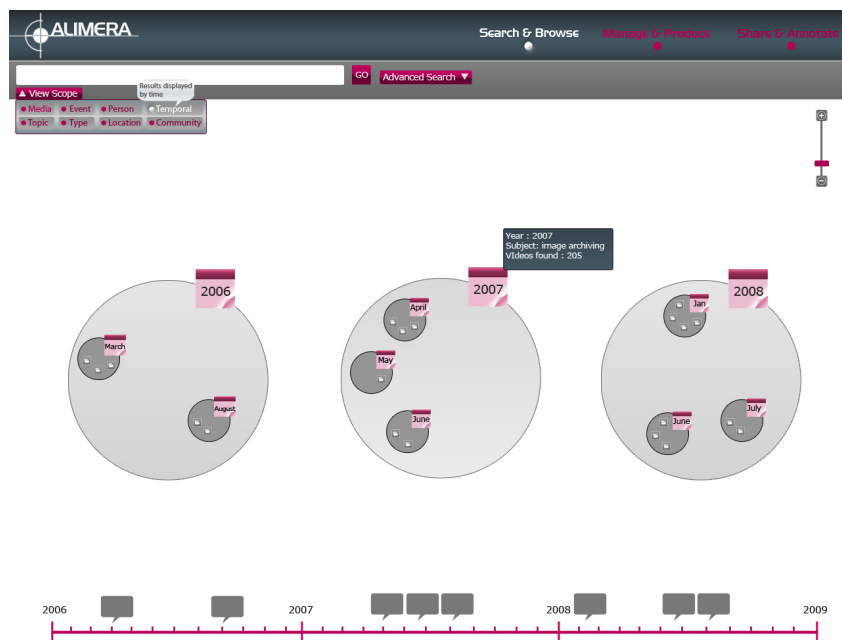 ALIMERA
Search & Browse
Manage & Produce
Share & Annotate
GO
Advanced Search
View Scope
Results displayed
by time
Media
Event
Person
Temporal
Topic
Type
Location
Community
Year : 2007
Subject: image archiving
VIdeos found : 205
2006
2007
2008
March
August
April
May
June
Jan
June
July
2006
2007
2008
2009